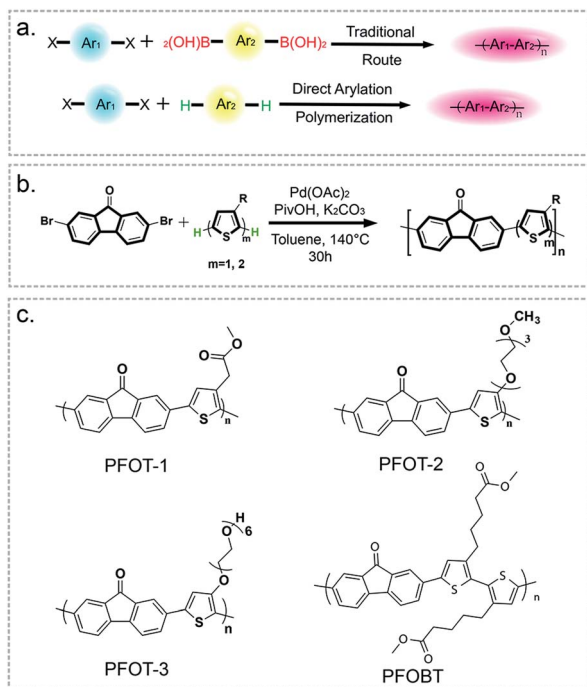 a.
X Ar₁ X + ₂(OH)B Ar₂ B(OH)₂ Traditional Route -(Ar₁-Ar₂)-n
X Ar₁ X + H Ar₂ H Direct Arylation Polymerization -(Ar₁-Ar₂)-n
b.
O Br Br + H S R m H
m=1, 2
Pd(OAc)₂
PivOH, K₂CO₃
Toluene, 140°C
30h
O S R m n
c.
O O O S n
PFOT-1
O CH₃ 3 O O S n
PFOT-2
O H 6 O O S n
PFOT-3
O O O S S O O n
PFOBT